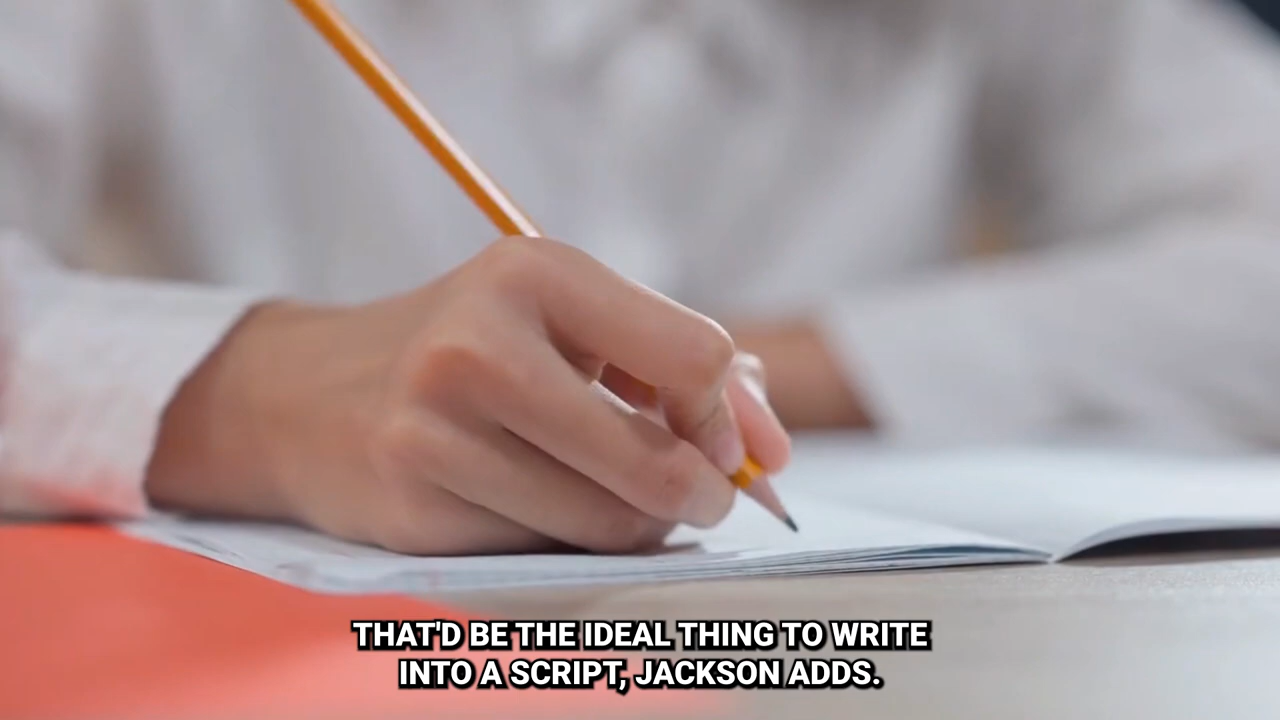 THAT'D BE THE IDEAL THING TO WRITE
INTO A SCRIPT, JACKSON ADDS.